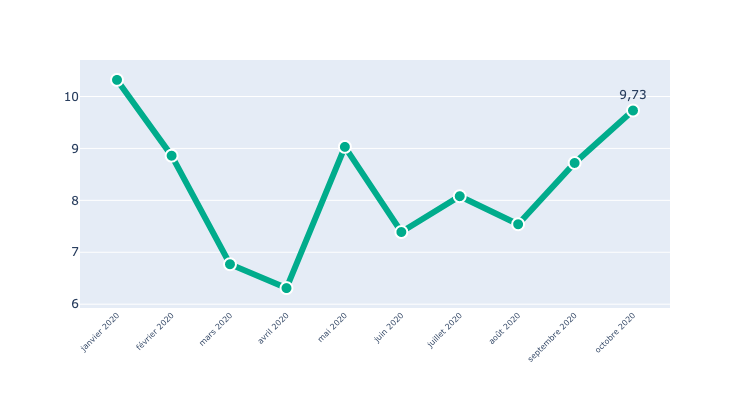 10
9
8
7
6
9,73
janvier 2020
février 2020
mars 2020
avril 2020
mai 2020
juin 2020
juillet 2020
août 2020
septembre 2020
octobre 2020